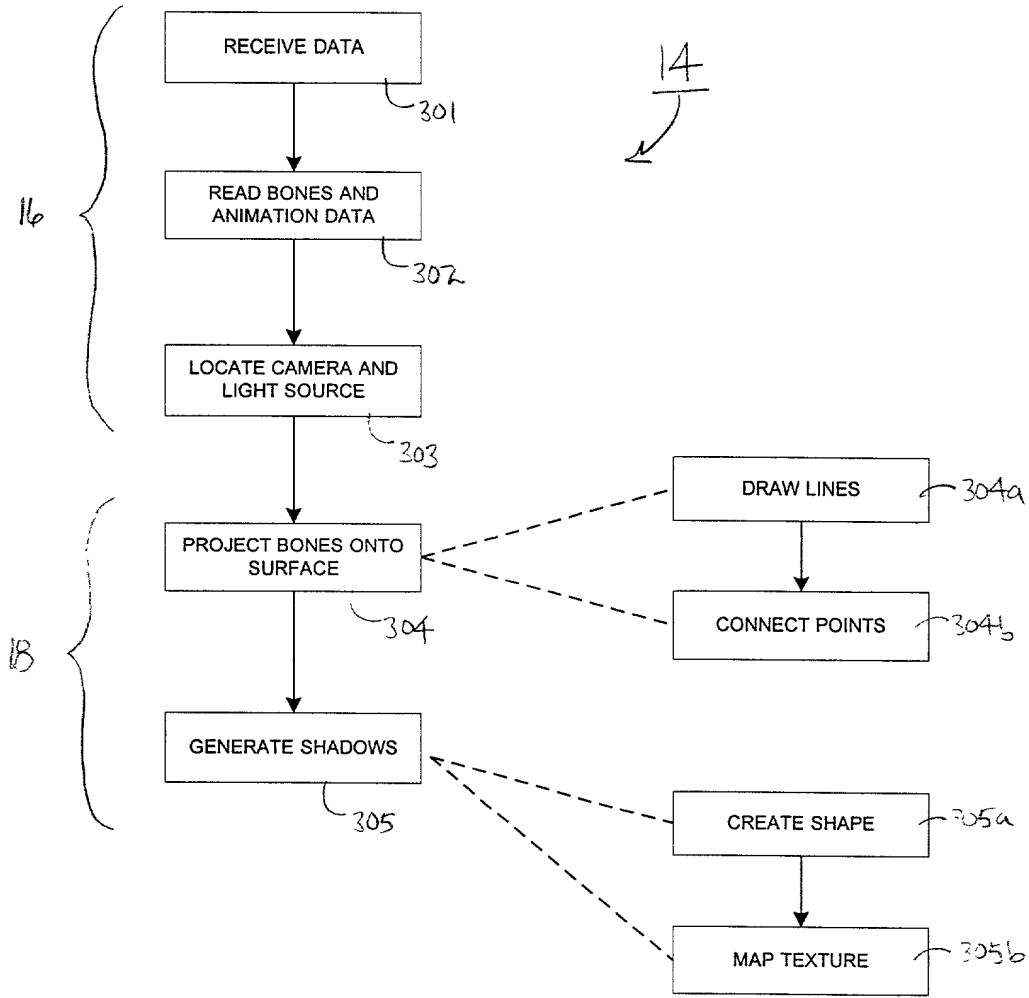 RECEIVE DATA
301
14
READ BONES AND
ANIMATION DATA
302
16
LOCATE CAMERA AND
LIGHT SOURCE
303
DRAW LINES
304a
PROJECT BONES ONTO
SURFACE
304
CONNECT POINTS
304b
18
GENERATE SHADOWS
305
CREATE SHAPE
305a
MAP TEXTURE
305b